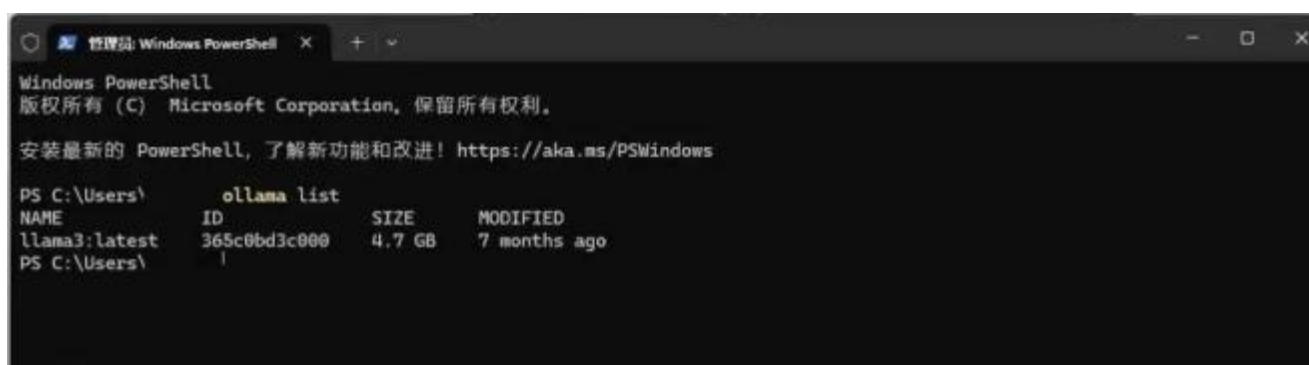 管理员: Windows PowerShell
Windows PowerShell
版权所有 (C) Microsoft Corporation。保留所有权利。
安装最新的 PowerShell，了解新功能和改进！https://aka.ms/PSWindows
PS C:\Users\ ollama list
NAME ID SIZE MODIFIED
llama3:latest 365c0bd3c000 4.7 GB 7 months ago
PS C:\Users\